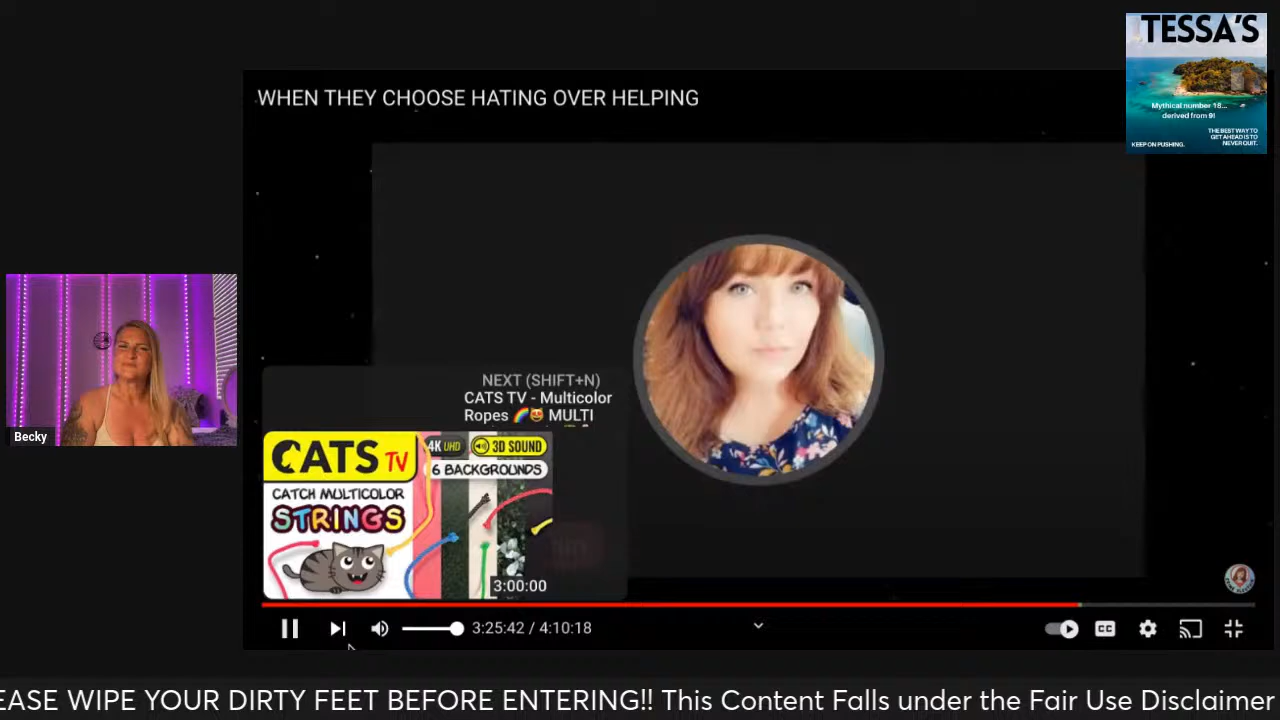 TESSA'S
Mythical number 18...
derived from 9!
THE BEST WAY TO
GET AHEAD IS TO
NEVER QUIT.
KEEP ON PUSHING.
WHEN THEY CHOOSE HATING OVER HELPING
Becky
NEXT (SHIFT+N)
CATS TV - Multicolor
Ropes 🌈😻 MULTI
CATS TV
4K UHD
3D SOUND
6 BACKGROUNDS
CATCH MULTICOLOR
STRINGS
3:00:00
3:25:42 / 4:10:18
CC
EASE WIPE YOUR DIRTY FEET BEFORE ENTERING!! This Content Falls under the Fair Use Disclaimer